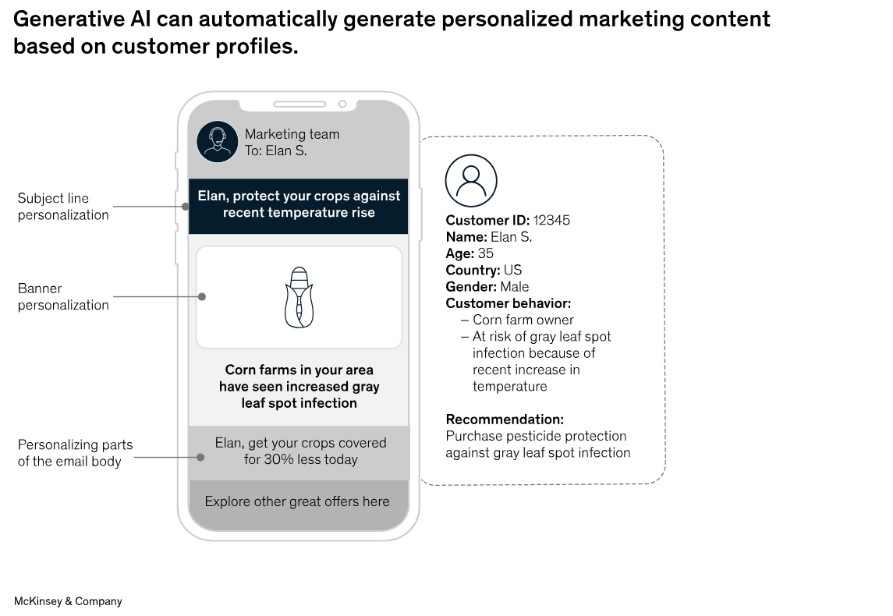 Generative AI can automatically generate personalized marketing content
based on customer profiles.
Marketing team
To: Elan S.
Subject line
personalization
Elan, protect your crops against
recent temperature rise
Banner
personalization
Corn farms in your area
have seen increased gray
leaf spot infection
Personalizing parts
of the email body
Elan, get your crops covered
for 30% less today
Explore other great offers here
Customer ID: 12345
Name: Elan S.
Age: 35
Country: US
Gender: Male
Customer behavior:
– Corn farm owner
– At risk of gray leaf spot
infection because of
recent increase in
temperature
Recommendation:
Purchase pesticide protection
against gray leaf spot infection
McKinsey & Company